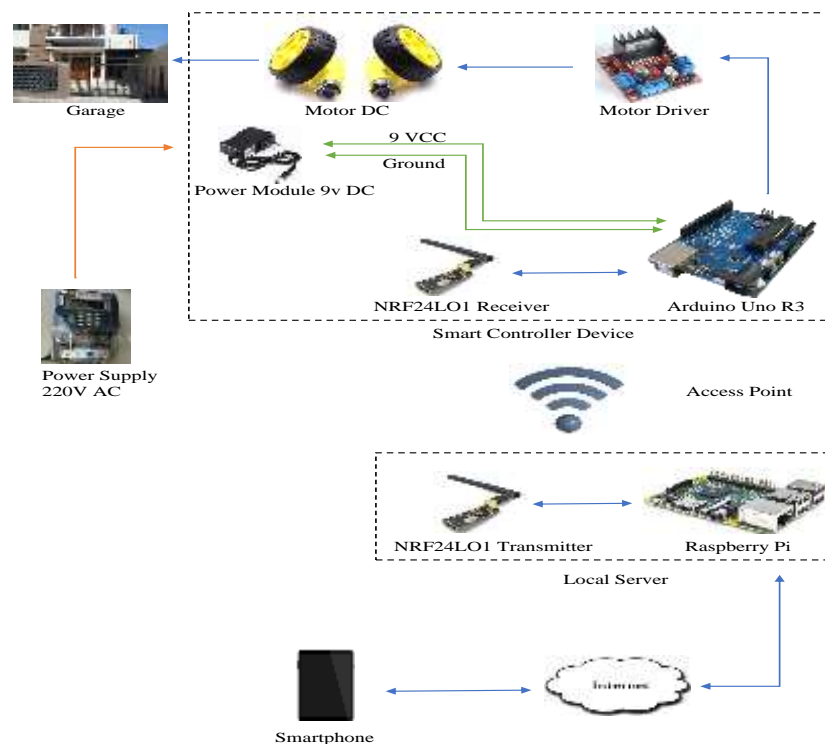 Garage
Motor DC
Motor Driver
9 VCC
Ground
Power Module 9v DC
NRF24LO1 Receiver
Arduino Uno R3
Smart Controller Device
Power Supply
220V AC
Access Point
NRF24LO1 Transmitter
Raspberry Pi
Local Server
Internet
Smartphone